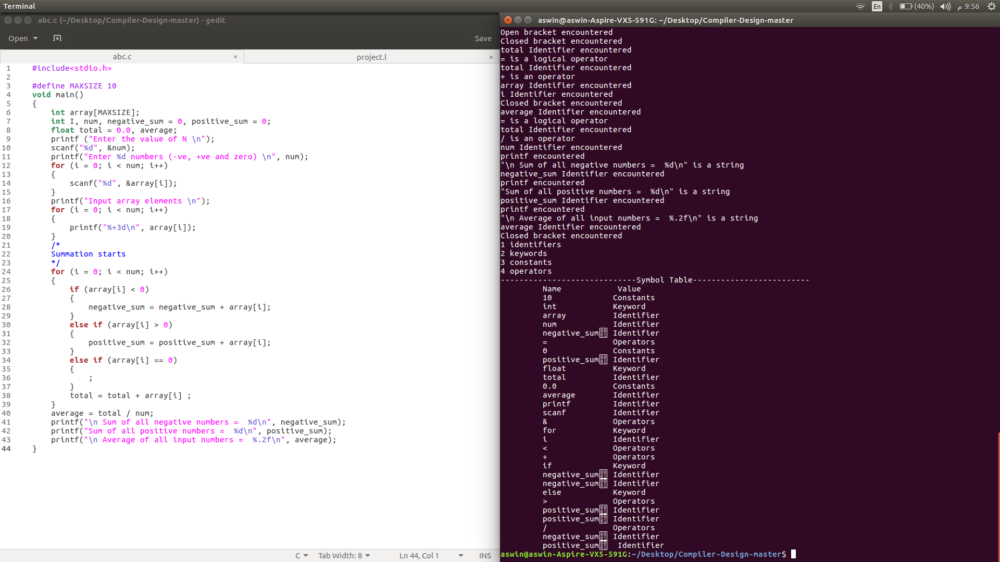 Terminal
En (40%) م 9:56
abc.c (~/Desktop/Compiler-Design-master) - gedit
Open Save
abc.c × project.l ×
1 #include<stdio.h>
2
3 #define MAXSIZE 10
4 void main()
5 {
6 int array[MAXSIZE];
7 int I, num, negative_sum = 0, positive_sum = 0;
8 float total = 0.0, average;
9 printf ("Enter the value of N \n");
10 scanf("%d", &num);
11 printf("Enter %d numbers (-ve, +ve and zero) \n", num);
12 for (i = 0; i < num; i++)
13 {
14 scanf("%d", &array[i]);
15 }
16 printf("Input array elements \n");
17 for (i = 0; i < num; i++)
18 {
19 printf("%+3d\n", array[i]);
20 }
21 /*
22 Summation starts
23 */
24 for (i = 0; i < num; i++)
25 {
26 if (array[i] < 0)
27 {
28 negative_sum = negative_sum + array[i];
29 }
30 else if (array[i] > 0)
31 {
32 positive_sum = positive_sum + array[i];
33 }
34 else if (array[i] == 0)
35 {
36 ;
37 }
38 total = total + array[i] ;
39 }
40 average = total / num;
41 printf("\n Sum of all negative numbers =  %d\n", negative_sum);
42 printf("Sum of all positive numbers =  %d\n", positive_sum);
43 printf("\n Average of all input numbers =  %.2f\n", average);
44 }
C Tab Width: 8 Ln 44, Col 1 INS
aswin@aswin-Aspire-VX5-591G: ~/Desktop/Compiler-Design-master
Open bracket encountered
Closed bracket encountered
total Identifier encountered
= is a logical operator
total Identifier encountered
+ is an operator
array Identifier encountered
i Identifier encountered
Closed bracket encountered
average Identifier encountered
= is a logical operator
total Identifier encountered
/ is an operator
num Identifier encountered
printf encountered
"\n Sum of all negative numbers =  %d\n" is a string
negative_sum Identifier encountered
printf encountered
"Sum of all positive numbers =  %d\n" is a string
positive_sum Identifier encountered
printf encountered
"\n Average of all input numbers =  %.2f\n" is a string
average Identifier encountered
Closed bracket encountered
1 identifiers
2 keywords
3 constants
4 operators
-----------------------------Symbol Table-------------------------
Name Value
10 Constants
int Keyword
array Identifier
num Identifier
negative_sum 0001 Identifier
= Operators
0 Constants
positive_sum 0001 Identifier
float Keyword
total Identifier
0.0 Constants
average Identifier
printf Identifier
scanf Identifier
& Operators
for Keyword
i Identifier
< Operators
+ Operators
if Keyword
negative_sum 0001 Identifier
negative_sum 0001 Identifier
else Keyword
> Operators
positive_sum 0001 Identifier
positive_sum 0001 Identifier
/ Operators
negative_sum 0001 Identifier
positive_sum 0001 Identifier
aswin@aswin-Aspire-VX5-591G:~/Desktop/Compiler-Design-master$